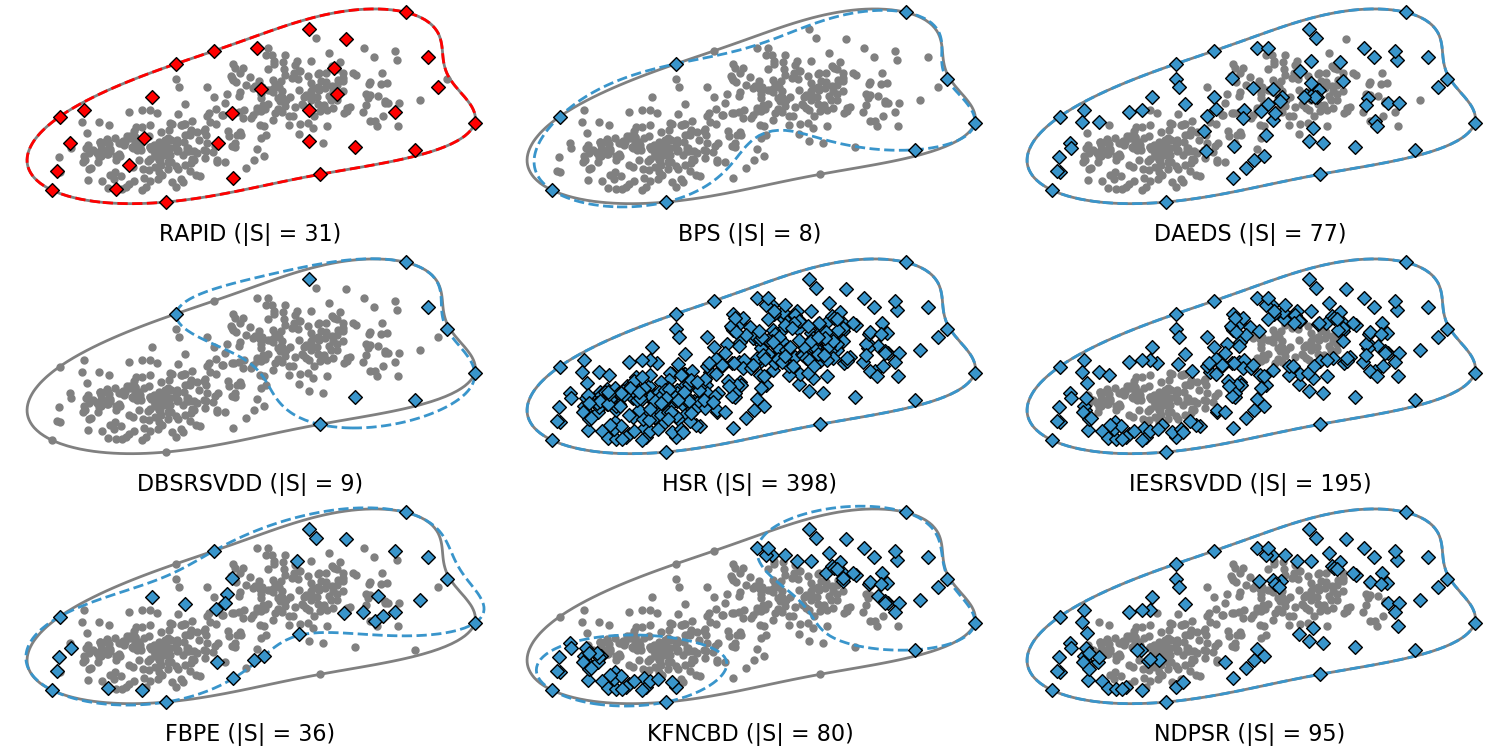 RAPID (|S| = 31)
BPS (|S| = 8)
DAEDS (|S| = 77)
DBSRSVDD (|S| = 9)
HSR (|S| = 398)
IESRSVDD (|S| = 195)
FBPE (|S| = 36)
KFNCBD (|S| = 80)
NDPSR (|S| = 95)